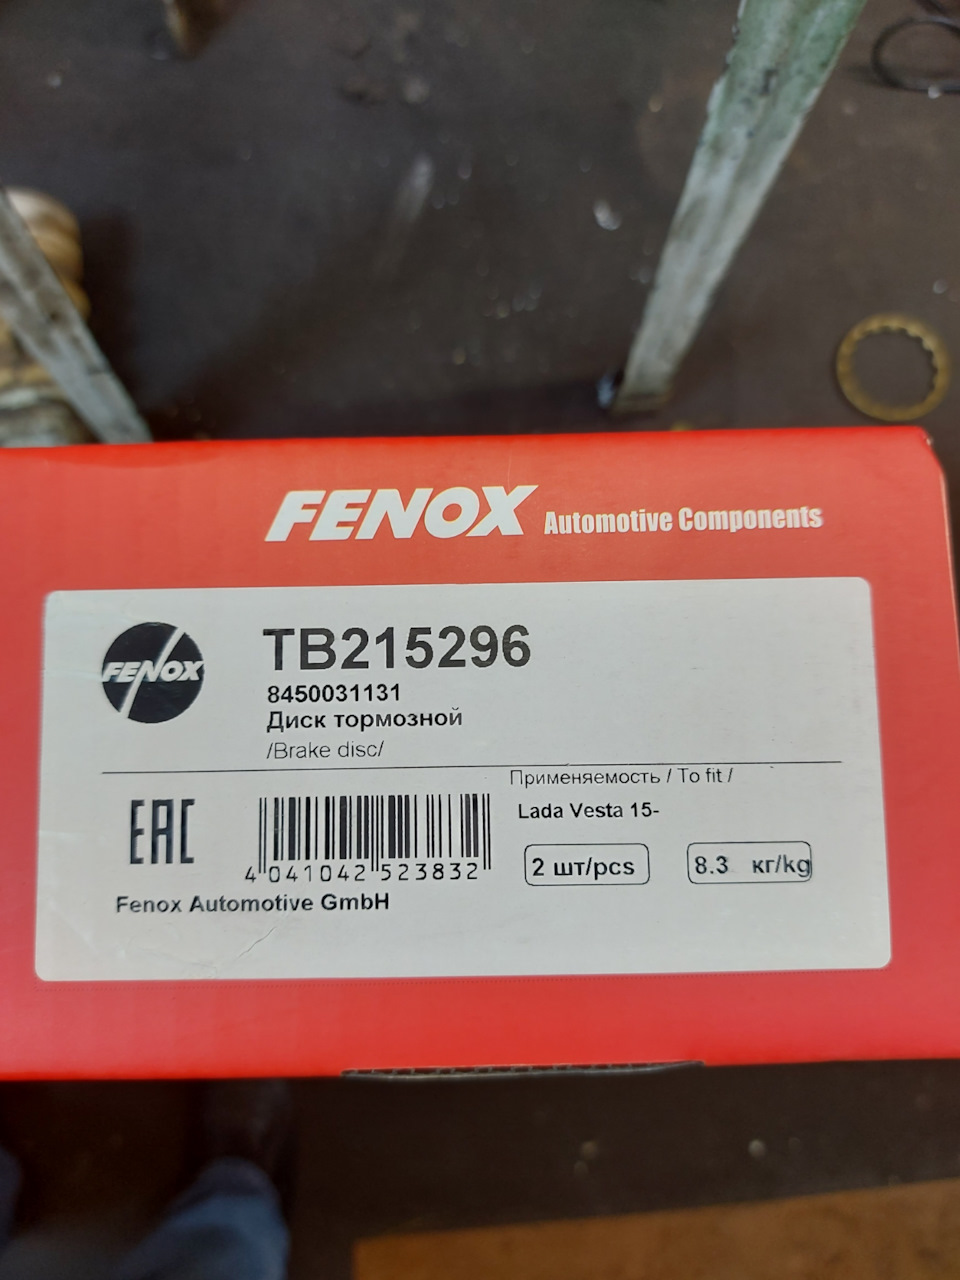 FENOX Automotive Components
FENOX
TB215296
8450031131
Диск тормозной
/Brake disc/
Применяемость / To fit /
Lada Vesta 15-
EAC
4 041042 523832
2 шт/pcs
8.3 кг/kg
Fenox Automotive GmbH